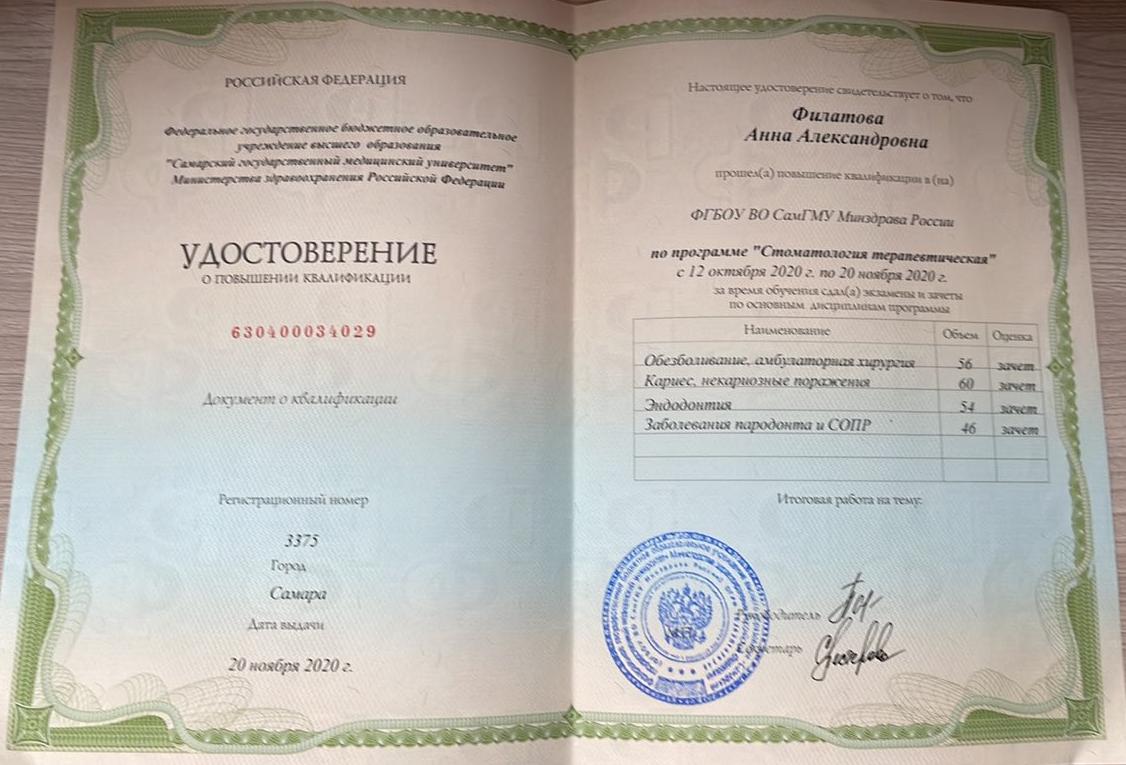 РОССИЙСКАЯ ФЕДЕРАЦИЯ
Федеральное государственное бюджетное образовательное
учреждение высшего образования
"Самарский государственный медицинский университет"
Министерства здравоохранения Российской Федерации
УДОСТОВЕРЕНИЕ
О ПОВЫШЕНИИ КВАЛИФИКАЦИИ
630400034029
Документ о квалификации
Регистрационный номер
3375
Город
Самара
Дата выдачи
20 ноября 2020 г.
Настоящее удостоверение свидетельствует о том, что
Филатова
Анна Александровна
прошел(а) повышение квалификации в (на)
ФГБОУ ВО СамГМУ Минздрава России
по программе "Стоматология терапевтическая"
с 12 октября 2020 г. по 20 ноября 2020 г.
за время обучения сдал(а) экзамены и зачеты
по основным дисциплинам программы
Наименование Объем Оценка
Обезболивание, амбулаторная хирургия 56 зачет
Кариес, некариозные поражения 60 зачет
Эндодонтия 54 зачет
Заболевания пародонта и СОПР 46 зачет
Итоговая работа на тему:
Руководитель
Секретарь